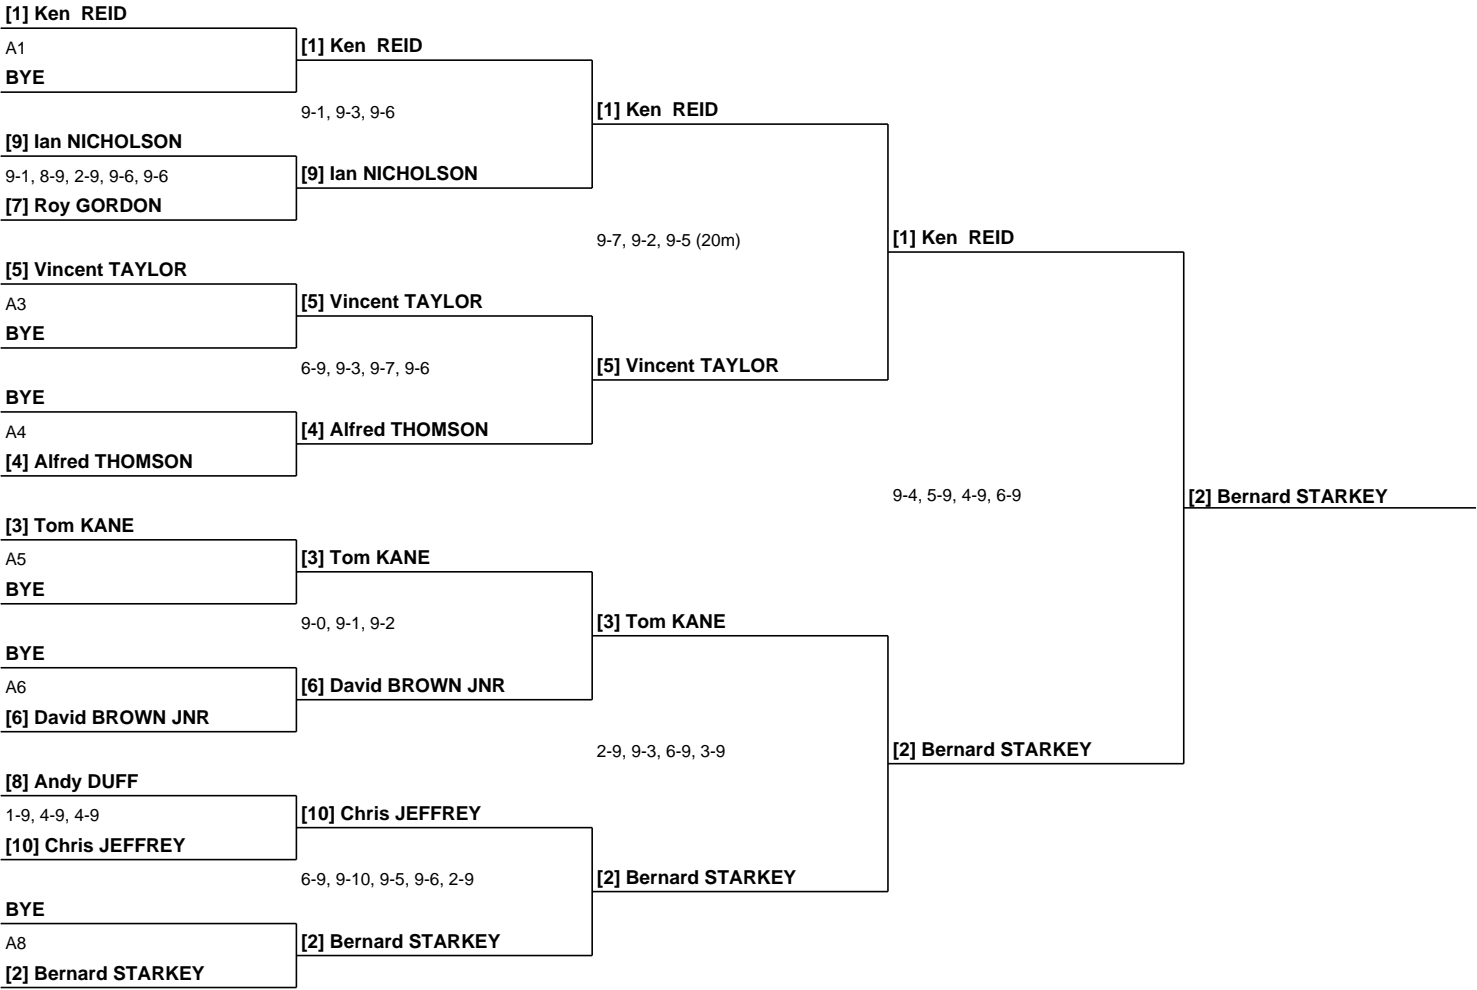 [1] Ken  REID
A1
BYE
[9] Ian NICHOLSON
9-1, 8-9, 2-9, 9-6, 9-6
[7] Roy GORDON
[5] Vincent TAYLOR
A3
BYE
BYE
A4
[4] Alfred THOMSON
[3] Tom KANE
A5
BYE
BYE
A6
[6] David BROWN JNR
[8] Andy DUFF
1-9, 4-9, 4-9
[10] Chris JEFFREY
BYE
A8
[2] Bernard STARKEY
[1] Ken  REID
9-1, 9-3, 9-6
[9] Ian NICHOLSON
[5] Vincent TAYLOR
6-9, 9-3, 9-7, 9-6
[4] Alfred THOMSON
[3] Tom KANE
9-0, 9-1, 9-2
[6] David BROWN JNR
[10] Chris JEFFREY
6-9, 9-10, 9-5, 9-6, 2-9
[2] Bernard STARKEY
[1] Ken  REID
9-7, 9-2, 9-5 (20m)
[5] Vincent TAYLOR
[3] Tom KANE
2-9, 9-3, 6-9, 3-9
[2] Bernard STARKEY
[1] Ken  REID
9-4, 5-9, 4-9, 6-9
[2] Bernard STARKEY
[2] Bernard STARKEY